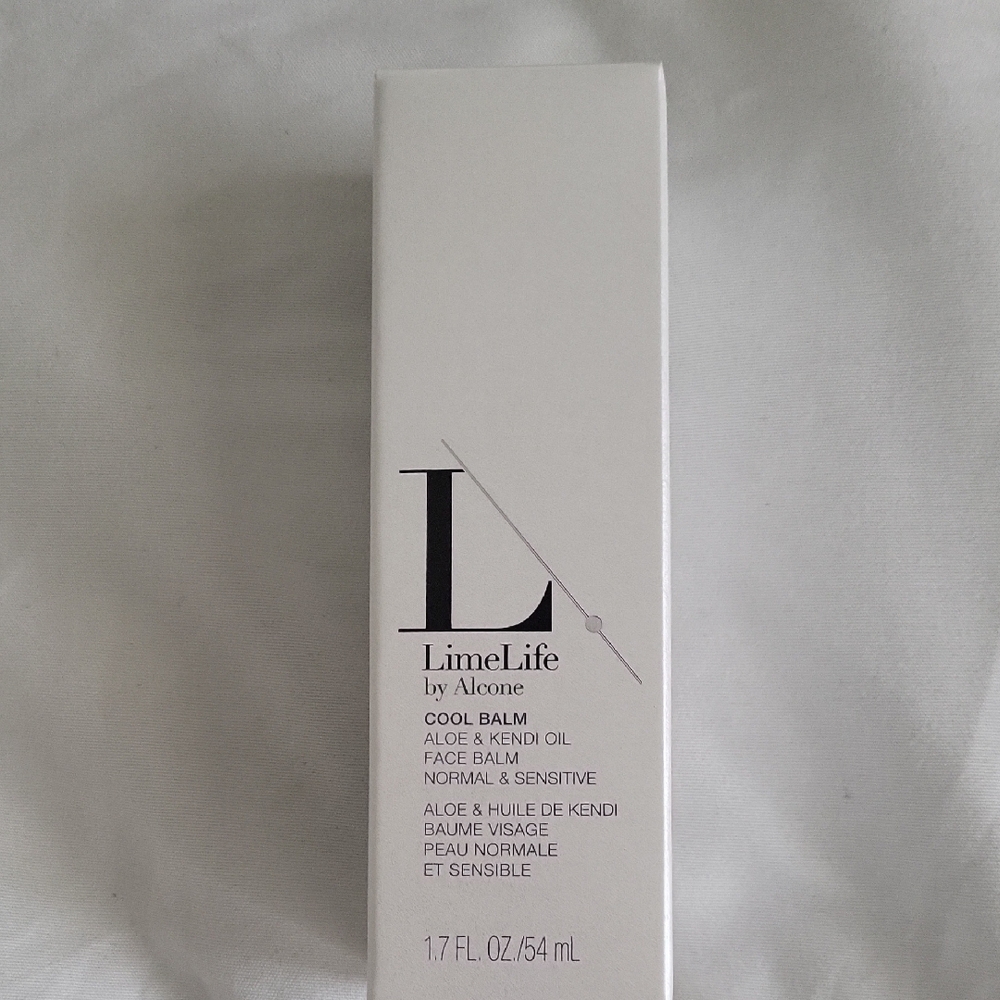 L
LimeLife
by Alcone
COOL BALM
ALOE & KENDI OIL
FACE BALM
NORMAL & SENSITIVE
ALOE & HUILE DE KENDI
BAUME VISAGE
PEAU NORMALE
ET SENSIBLE
1.7 FL. OZ./54 mL